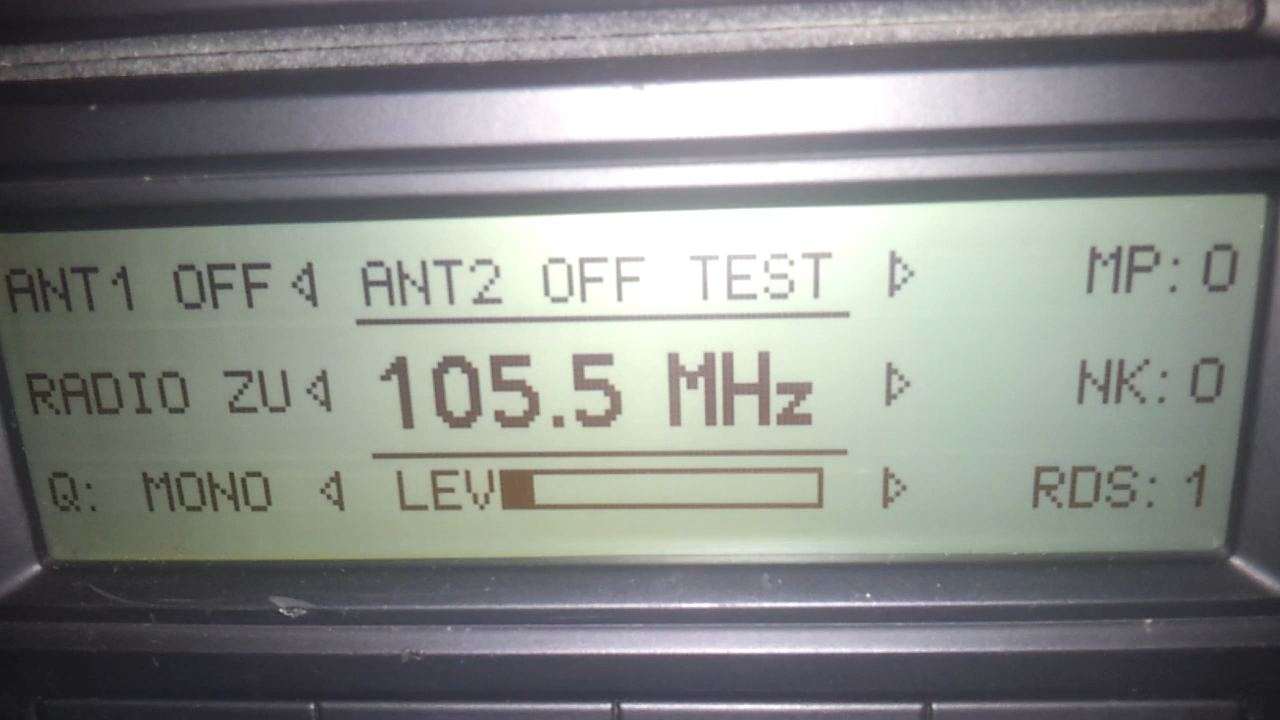 ANT1 OFF ANT2 OFF TEST MP: 0
RADIO ZU 105.5 MHz NK: 0
Q: MONO LEV RDS: 1